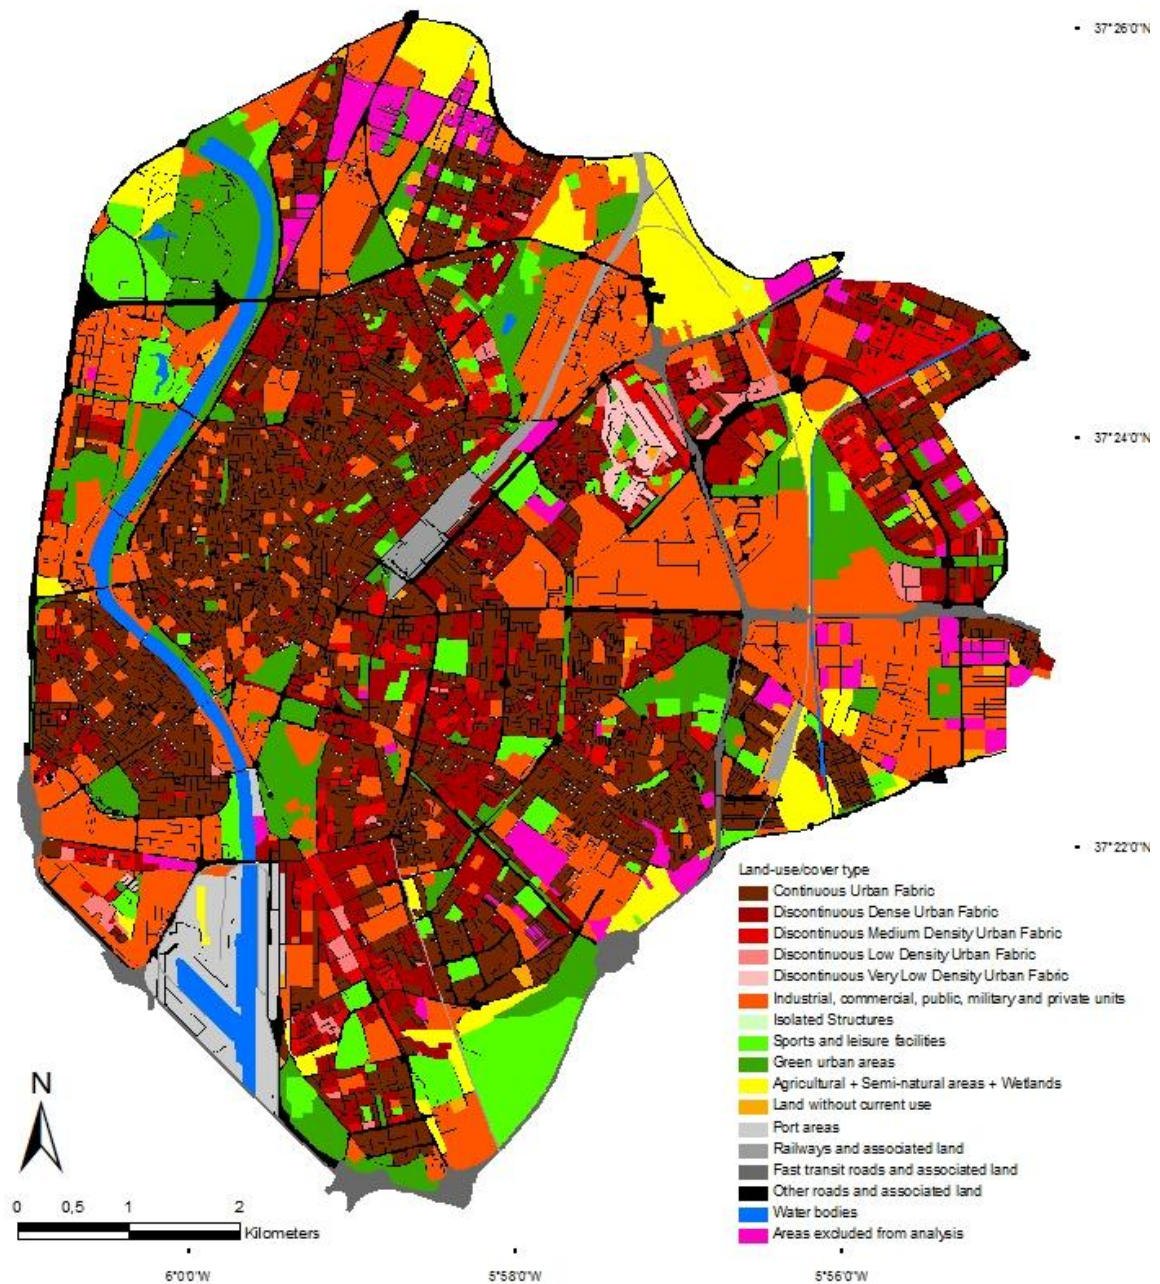 37°26'0"N
37°24'0"N
37°22'0"N
Land-use/cover type
Continuous Urban Fabric
Discontinuous Dense Urban Fabric
Discontinuous Medium Density Urban Fabric
Discontinuous Low Density Urban Fabric
Discontinuous Very Low Density Urban Fabric
Industrial, commercial, public, military and private units
Isolated Structures
Sports and leisure facilities
Green urban areas
Agricultural + Semi-natural areas + Wetlands
Land without current use
Port areas
Railways and associated land
Fast transit roads and associated land
Other roads and associated land
Water bodies
Areas excluded from analysis
N
0 0,5 1 2
Kilometers
6°0'0"W 5°58'0"W 5°56'0"W